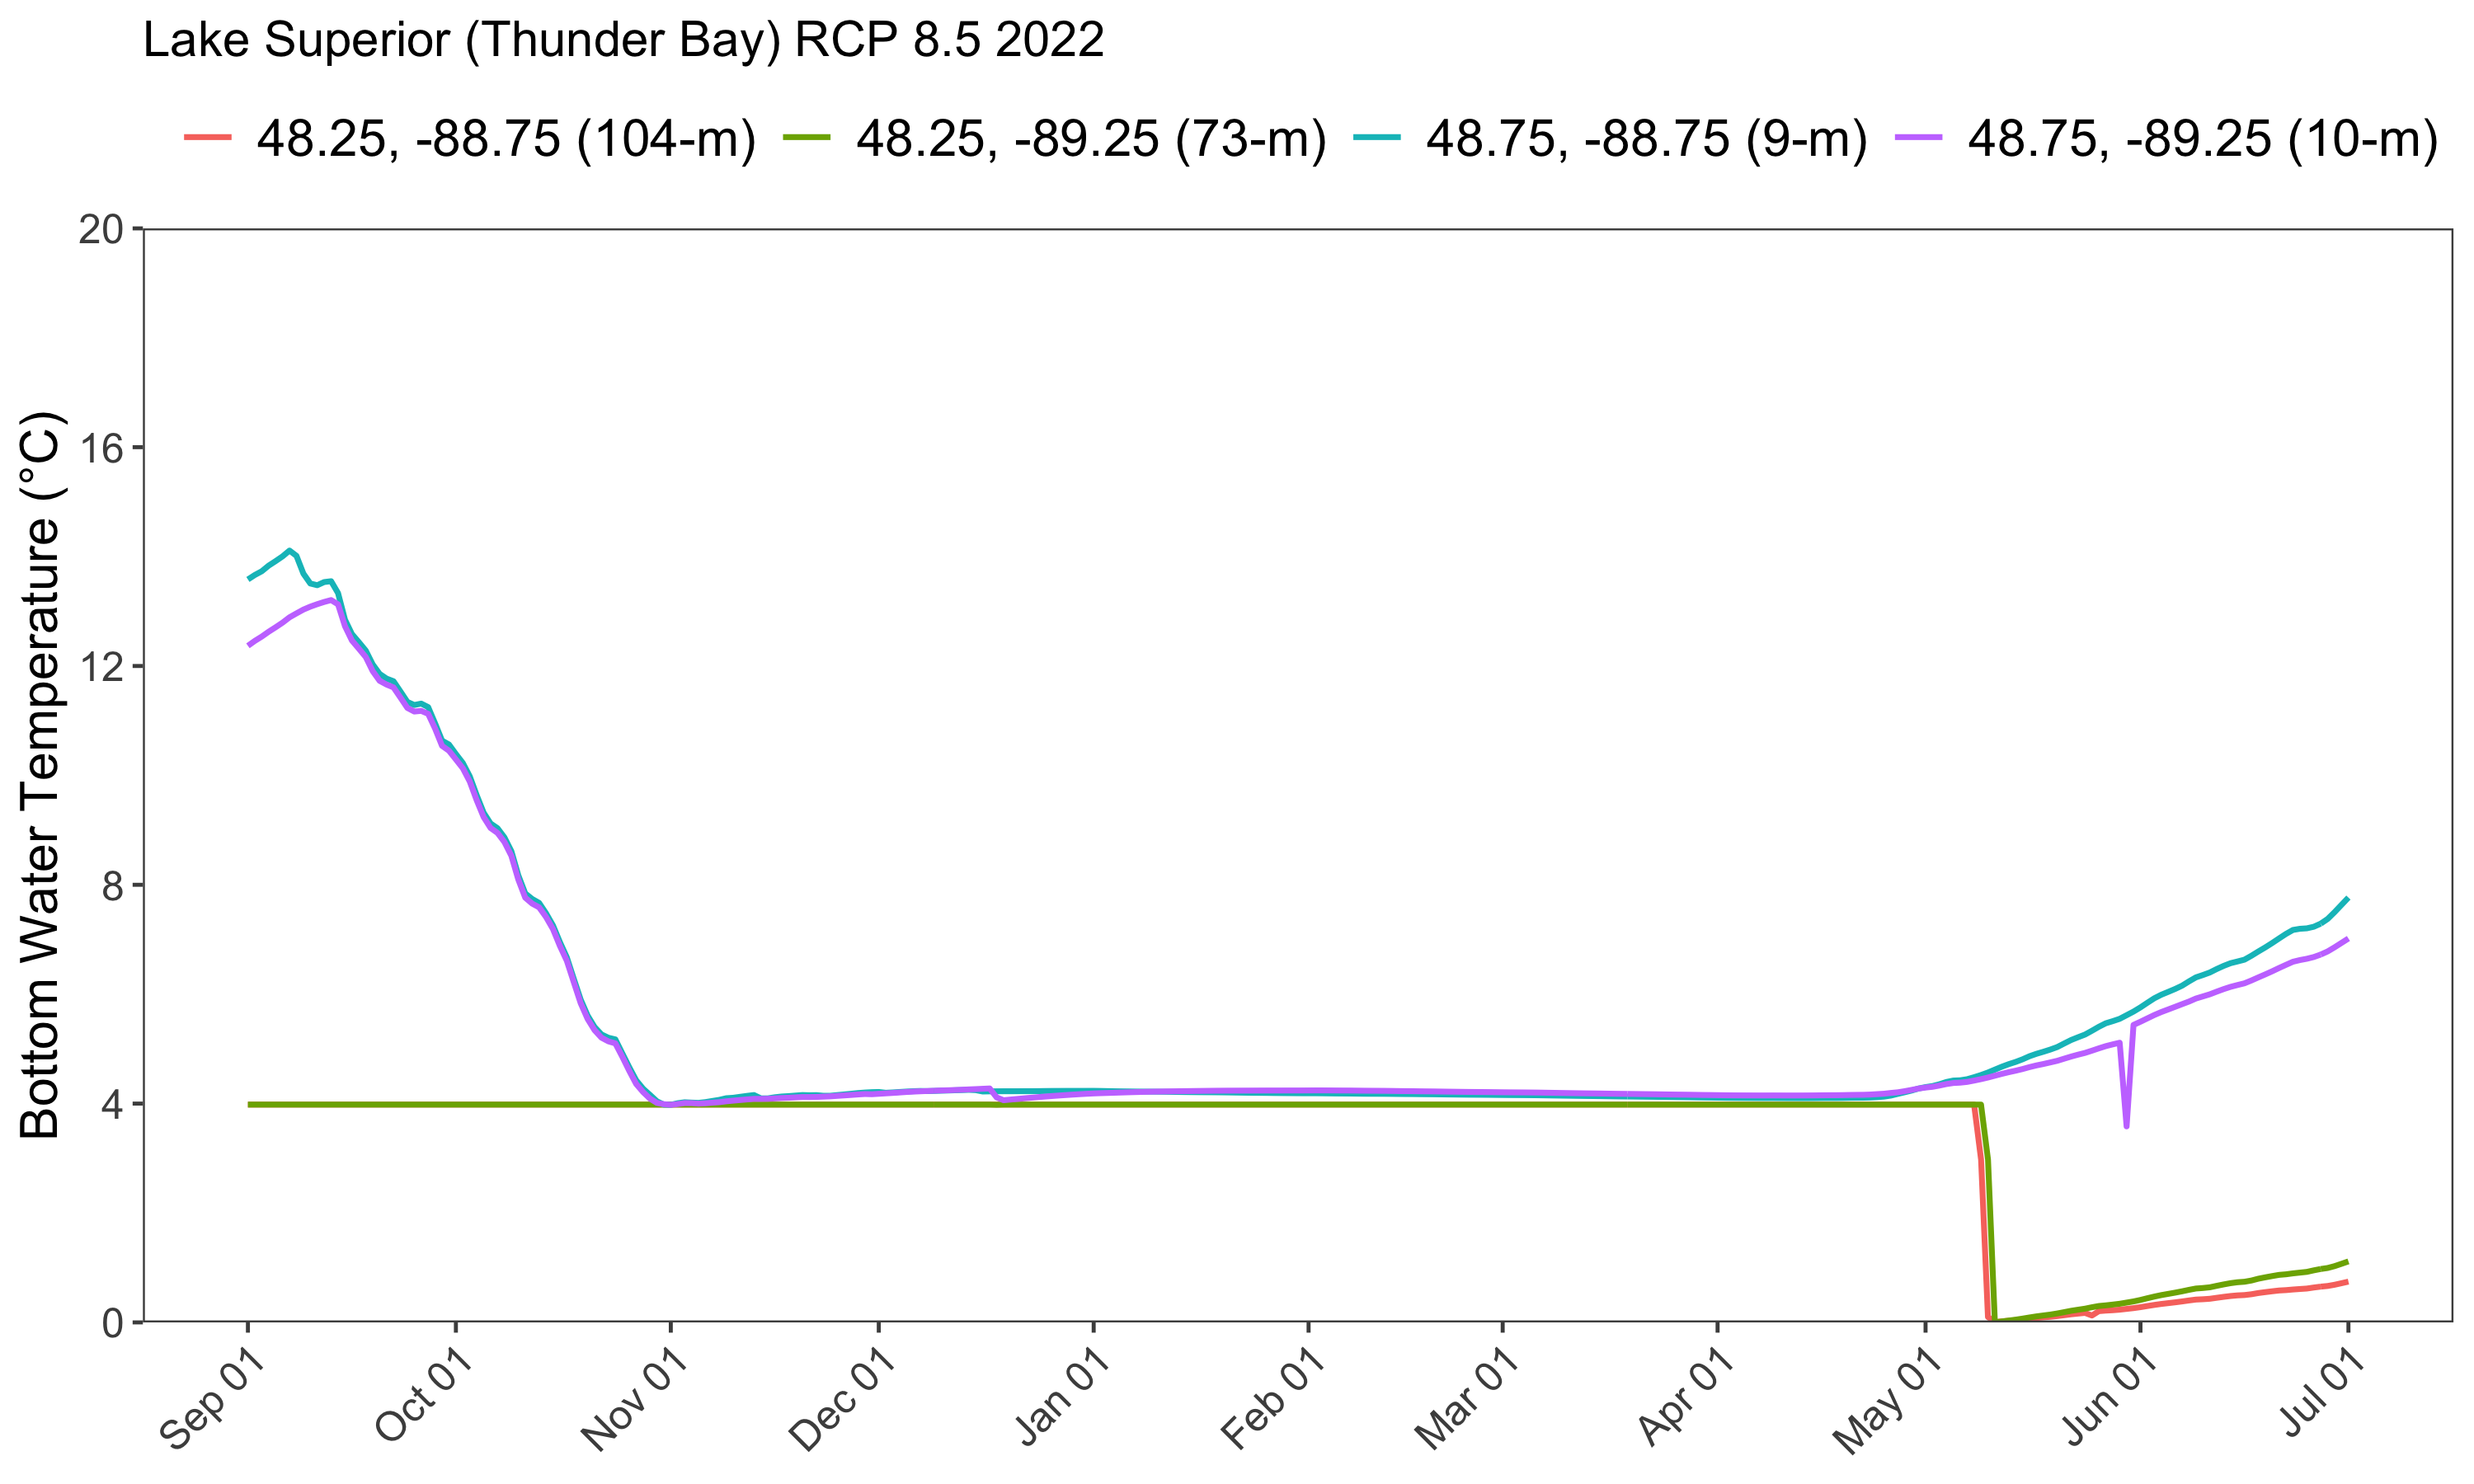 Lake Superior (Thunder Bay) RCP 8.5 2022
48.25, -88.75 (104-m) 48.25, -89.25 (73-m) 48.75, -88.75 (9-m) 48.75, -89.25 (10-m)
Bottom Water Temperature (°C)
20
16
12
8
4
0
Sep 01 Oct 01 Nov 01 Dec 01 Jan 01 Feb 01 Mar 01 Apr 01 May 01 Jun 01 Jul 01